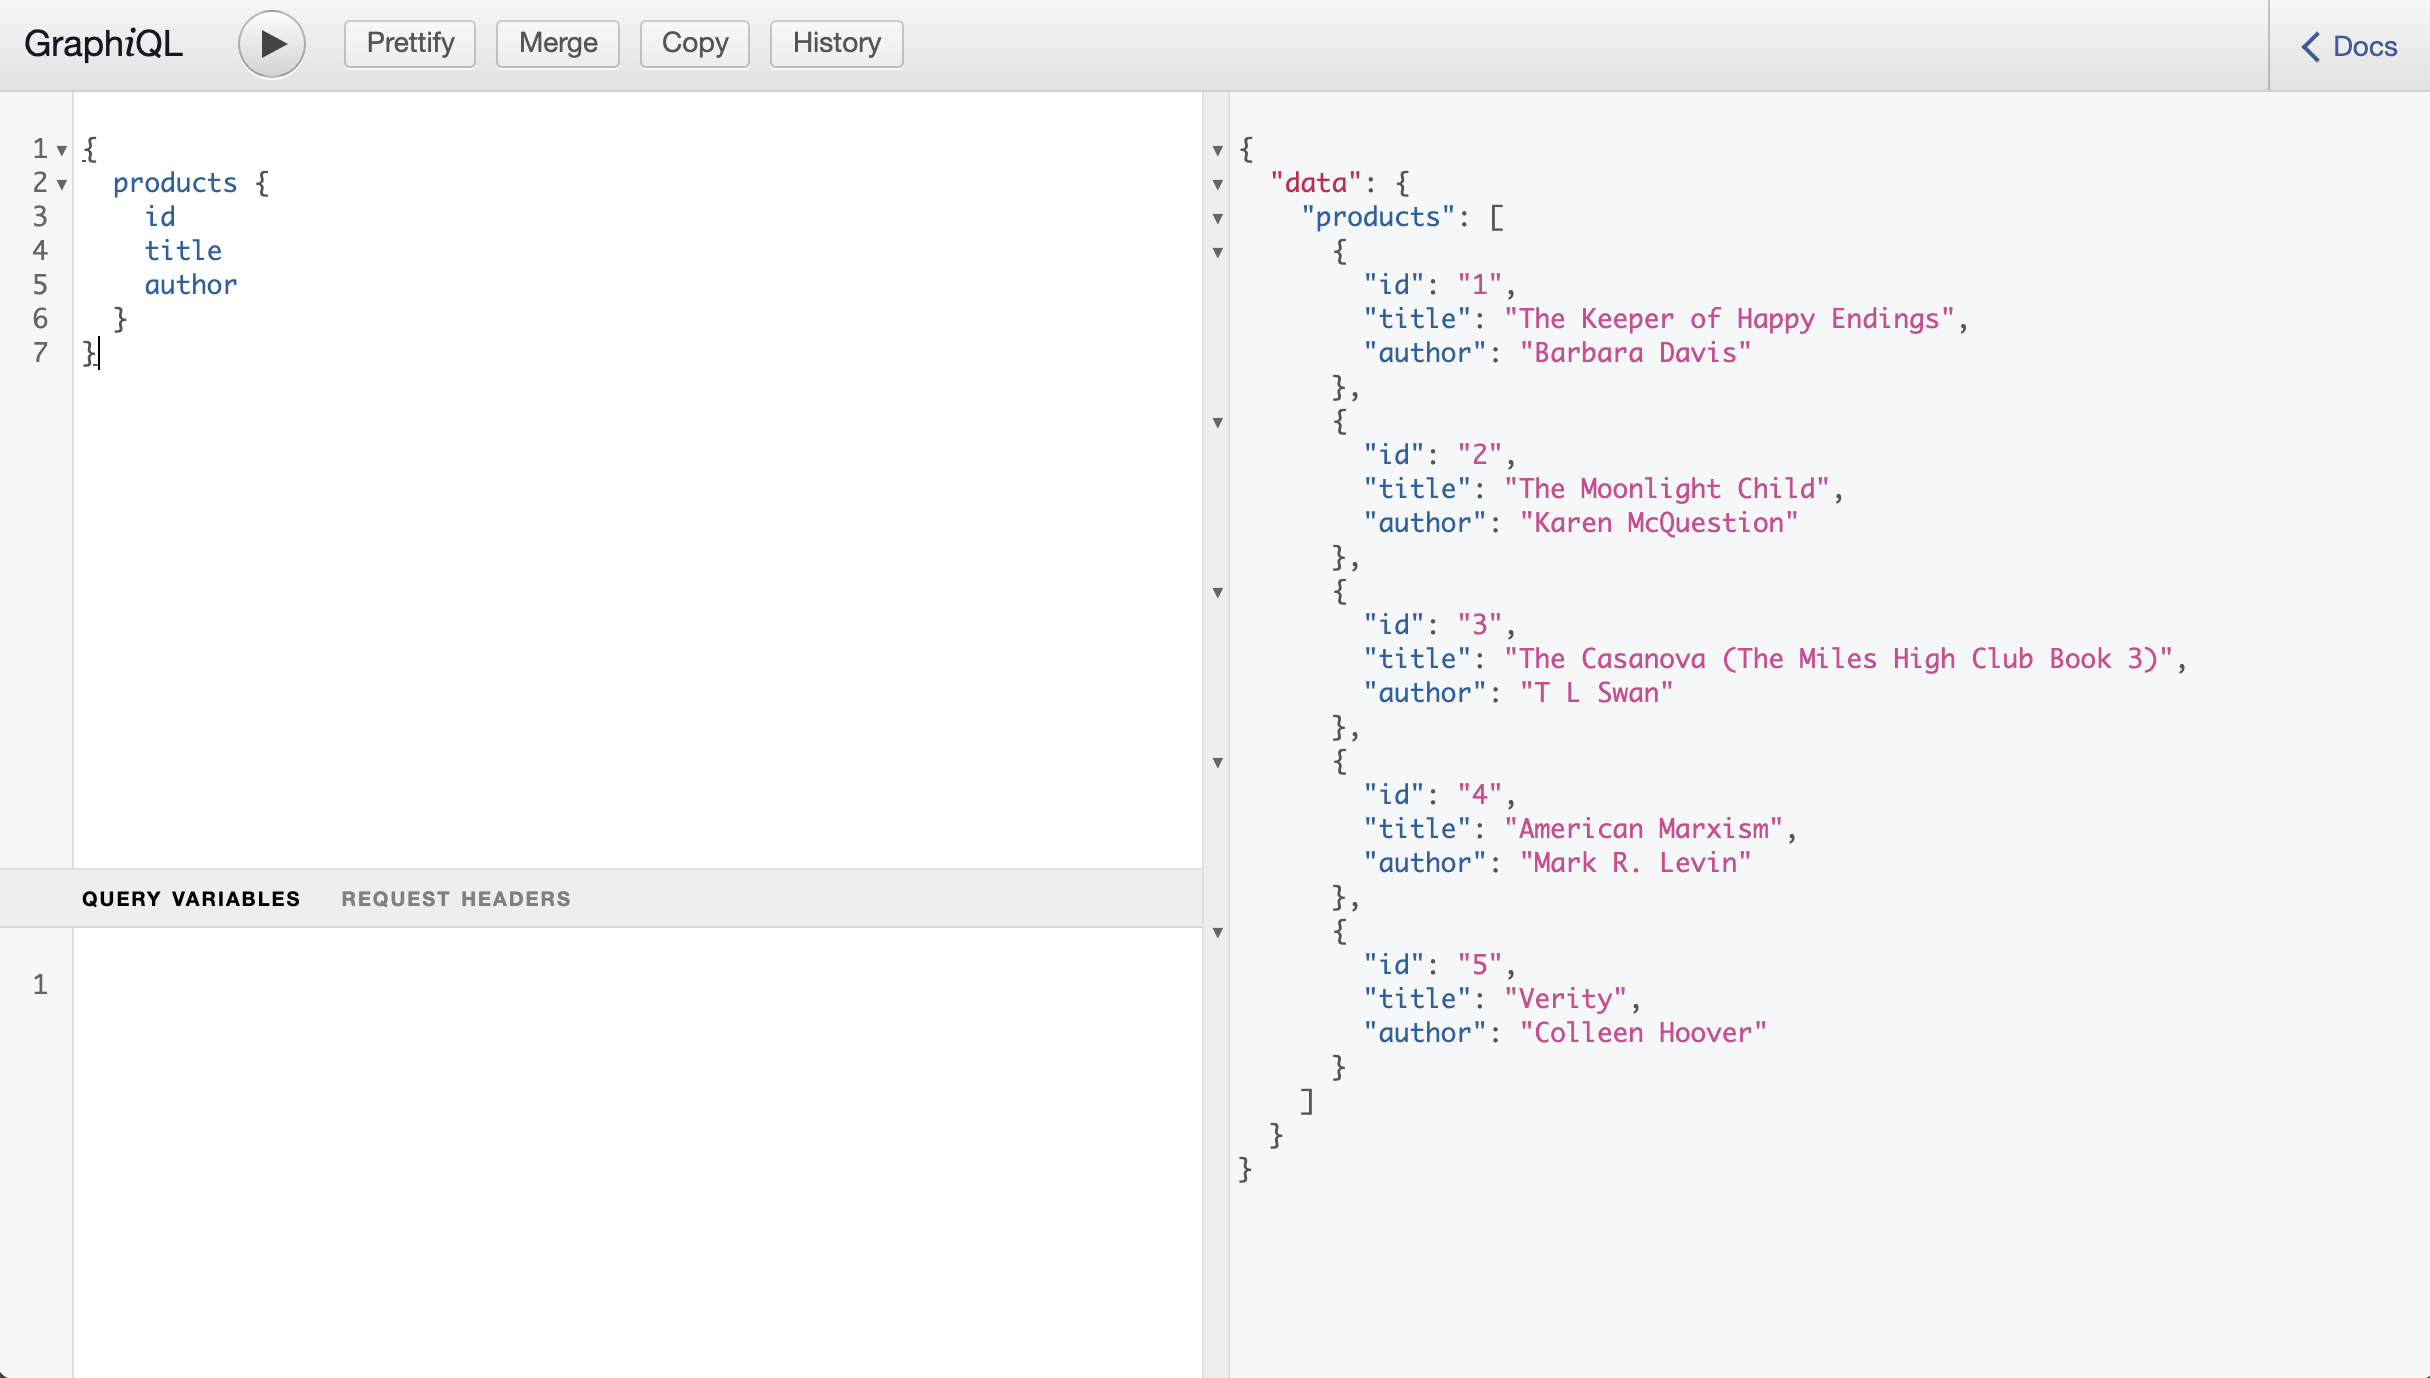 GraphiQL
Prettify
Merge
Copy
History
Docs
1
{
2
products {
3
id
4
title
5
author
6
}
7
}
QUERY VARIABLES
REQUEST HEADERS
1
{
"data": {
"products": [
{
"id": "1",
"title": "The Keeper of Happy Endings",
"author": "Barbara Davis"
},
{
"id": "2",
"title": "The Moonlight Child",
"author": "Karen McQuestion"
},
{
"id": "3",
"title": "The Casanova (The Miles High Club Book 3)",
"author": "T L Swan"
},
{
"id": "4",
"title": "American Marxism",
"author": "Mark R. Levin"
},
{
"id": "5",
"title": "Verity",
"author": "Colleen Hoover"
}
]
}
}